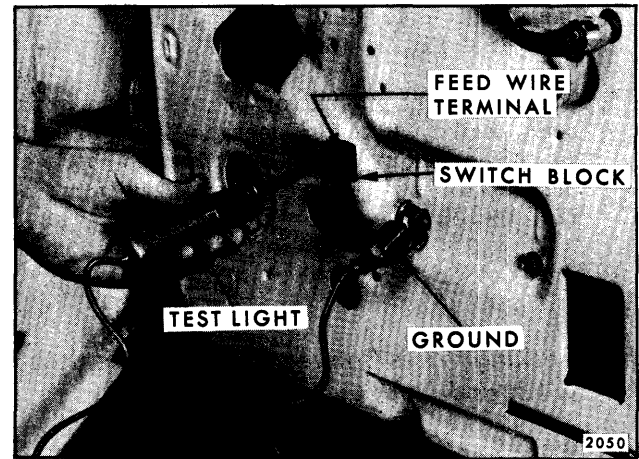 FEED WIRE
TERMINAL
SWITCH BLOCK
TEST LIGHT
GROUND
2050